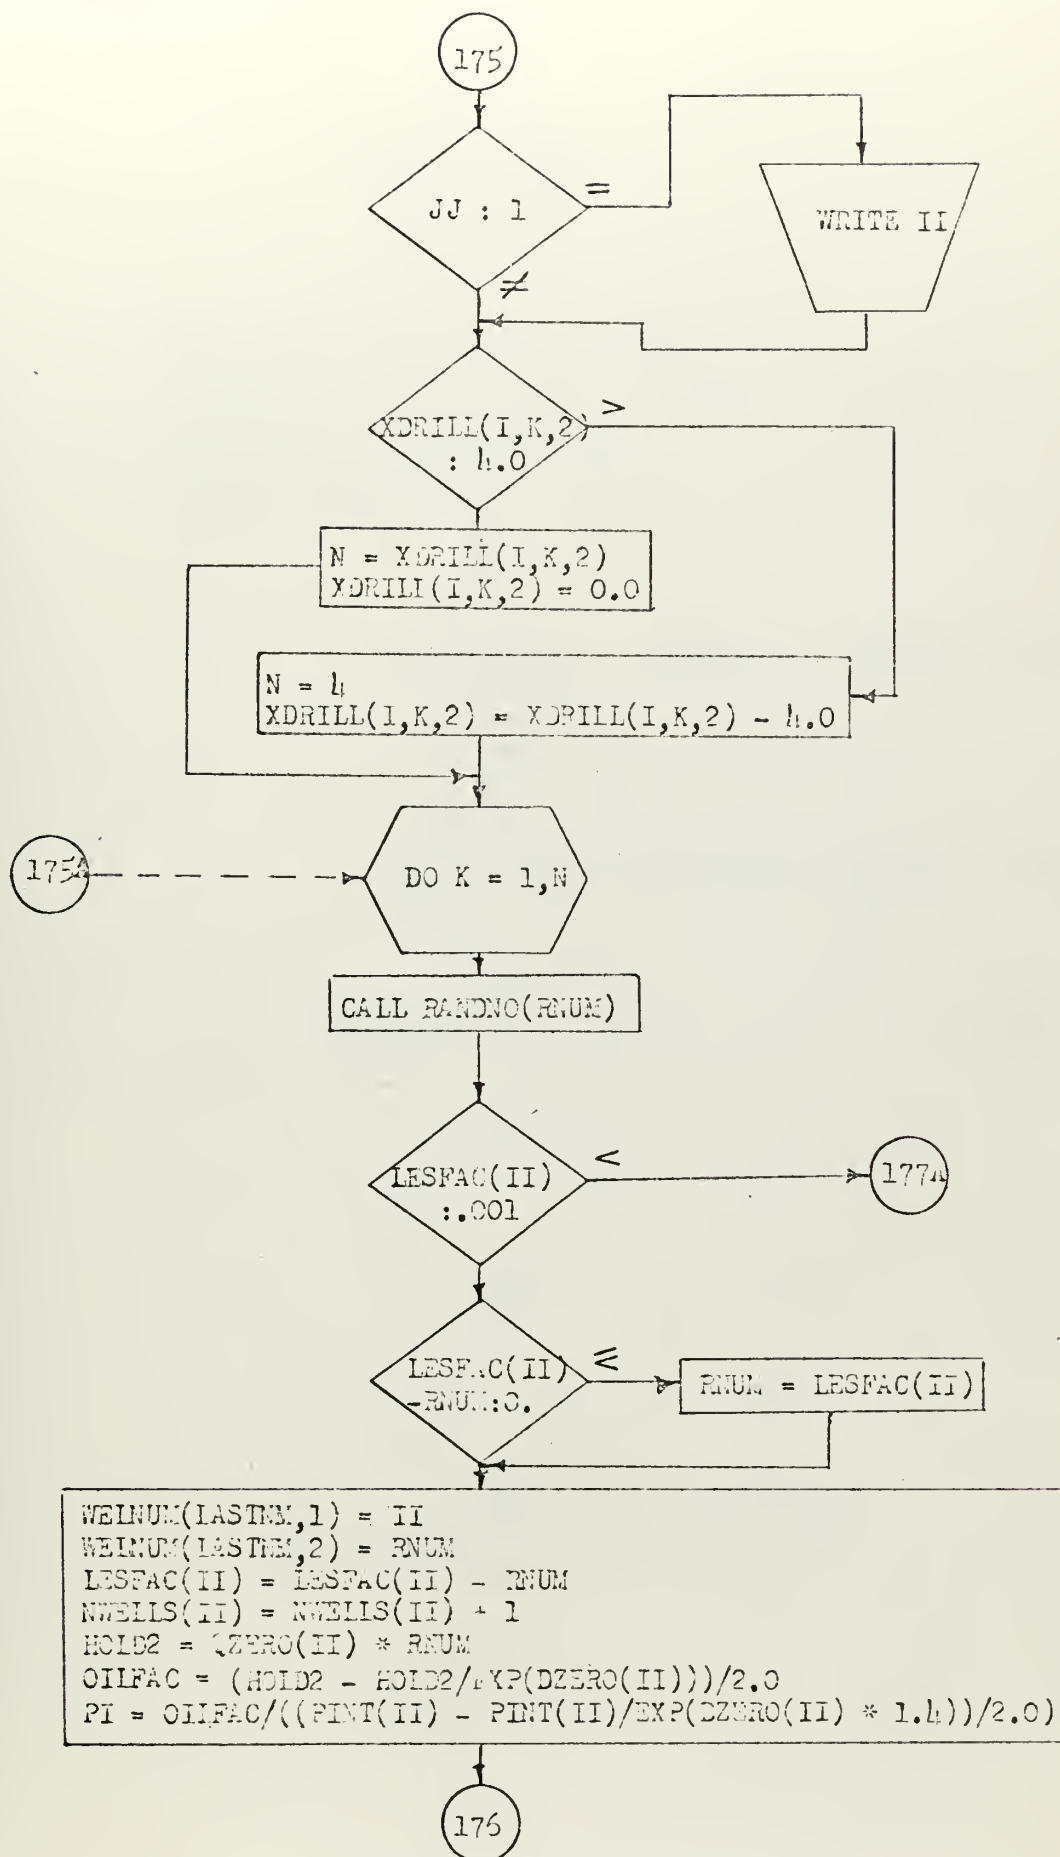 175
JJ : 1
=
WRITE II
≠
XDRILL(I,K,2)
: 4.0
>
N = XDRILL(I,K,2)
XDRILL(I,K,2) = 0.0
N = 4
XDRILL(I,K,2) = XDRILL(I,K,2) - 4.0
175A
DO K = 1,N
CALL RANDNO(RNUM)
LESFAC(II)
:.001
<
177A
LESFAC(II)
-RNUM:0.
≤
RNUM = LESFAC(II)
WELNUM(LASTNM,1) = II
WELNUM(LASTNM,2) = RNUM
LESFAC(II) = LESFAC(II) - RNUM
NWELLS(II) = NWELLS(II) + 1
HOLD2 = QZERO(II) * RNUM
OILFAC = (HOLD2 - HOLD2/EXP(DZERO(II)))/2.0
PI = OILFAC/((PINT(II) - PINT(II)/EXP(DZERO(II) * 1.4))/2.0)
176